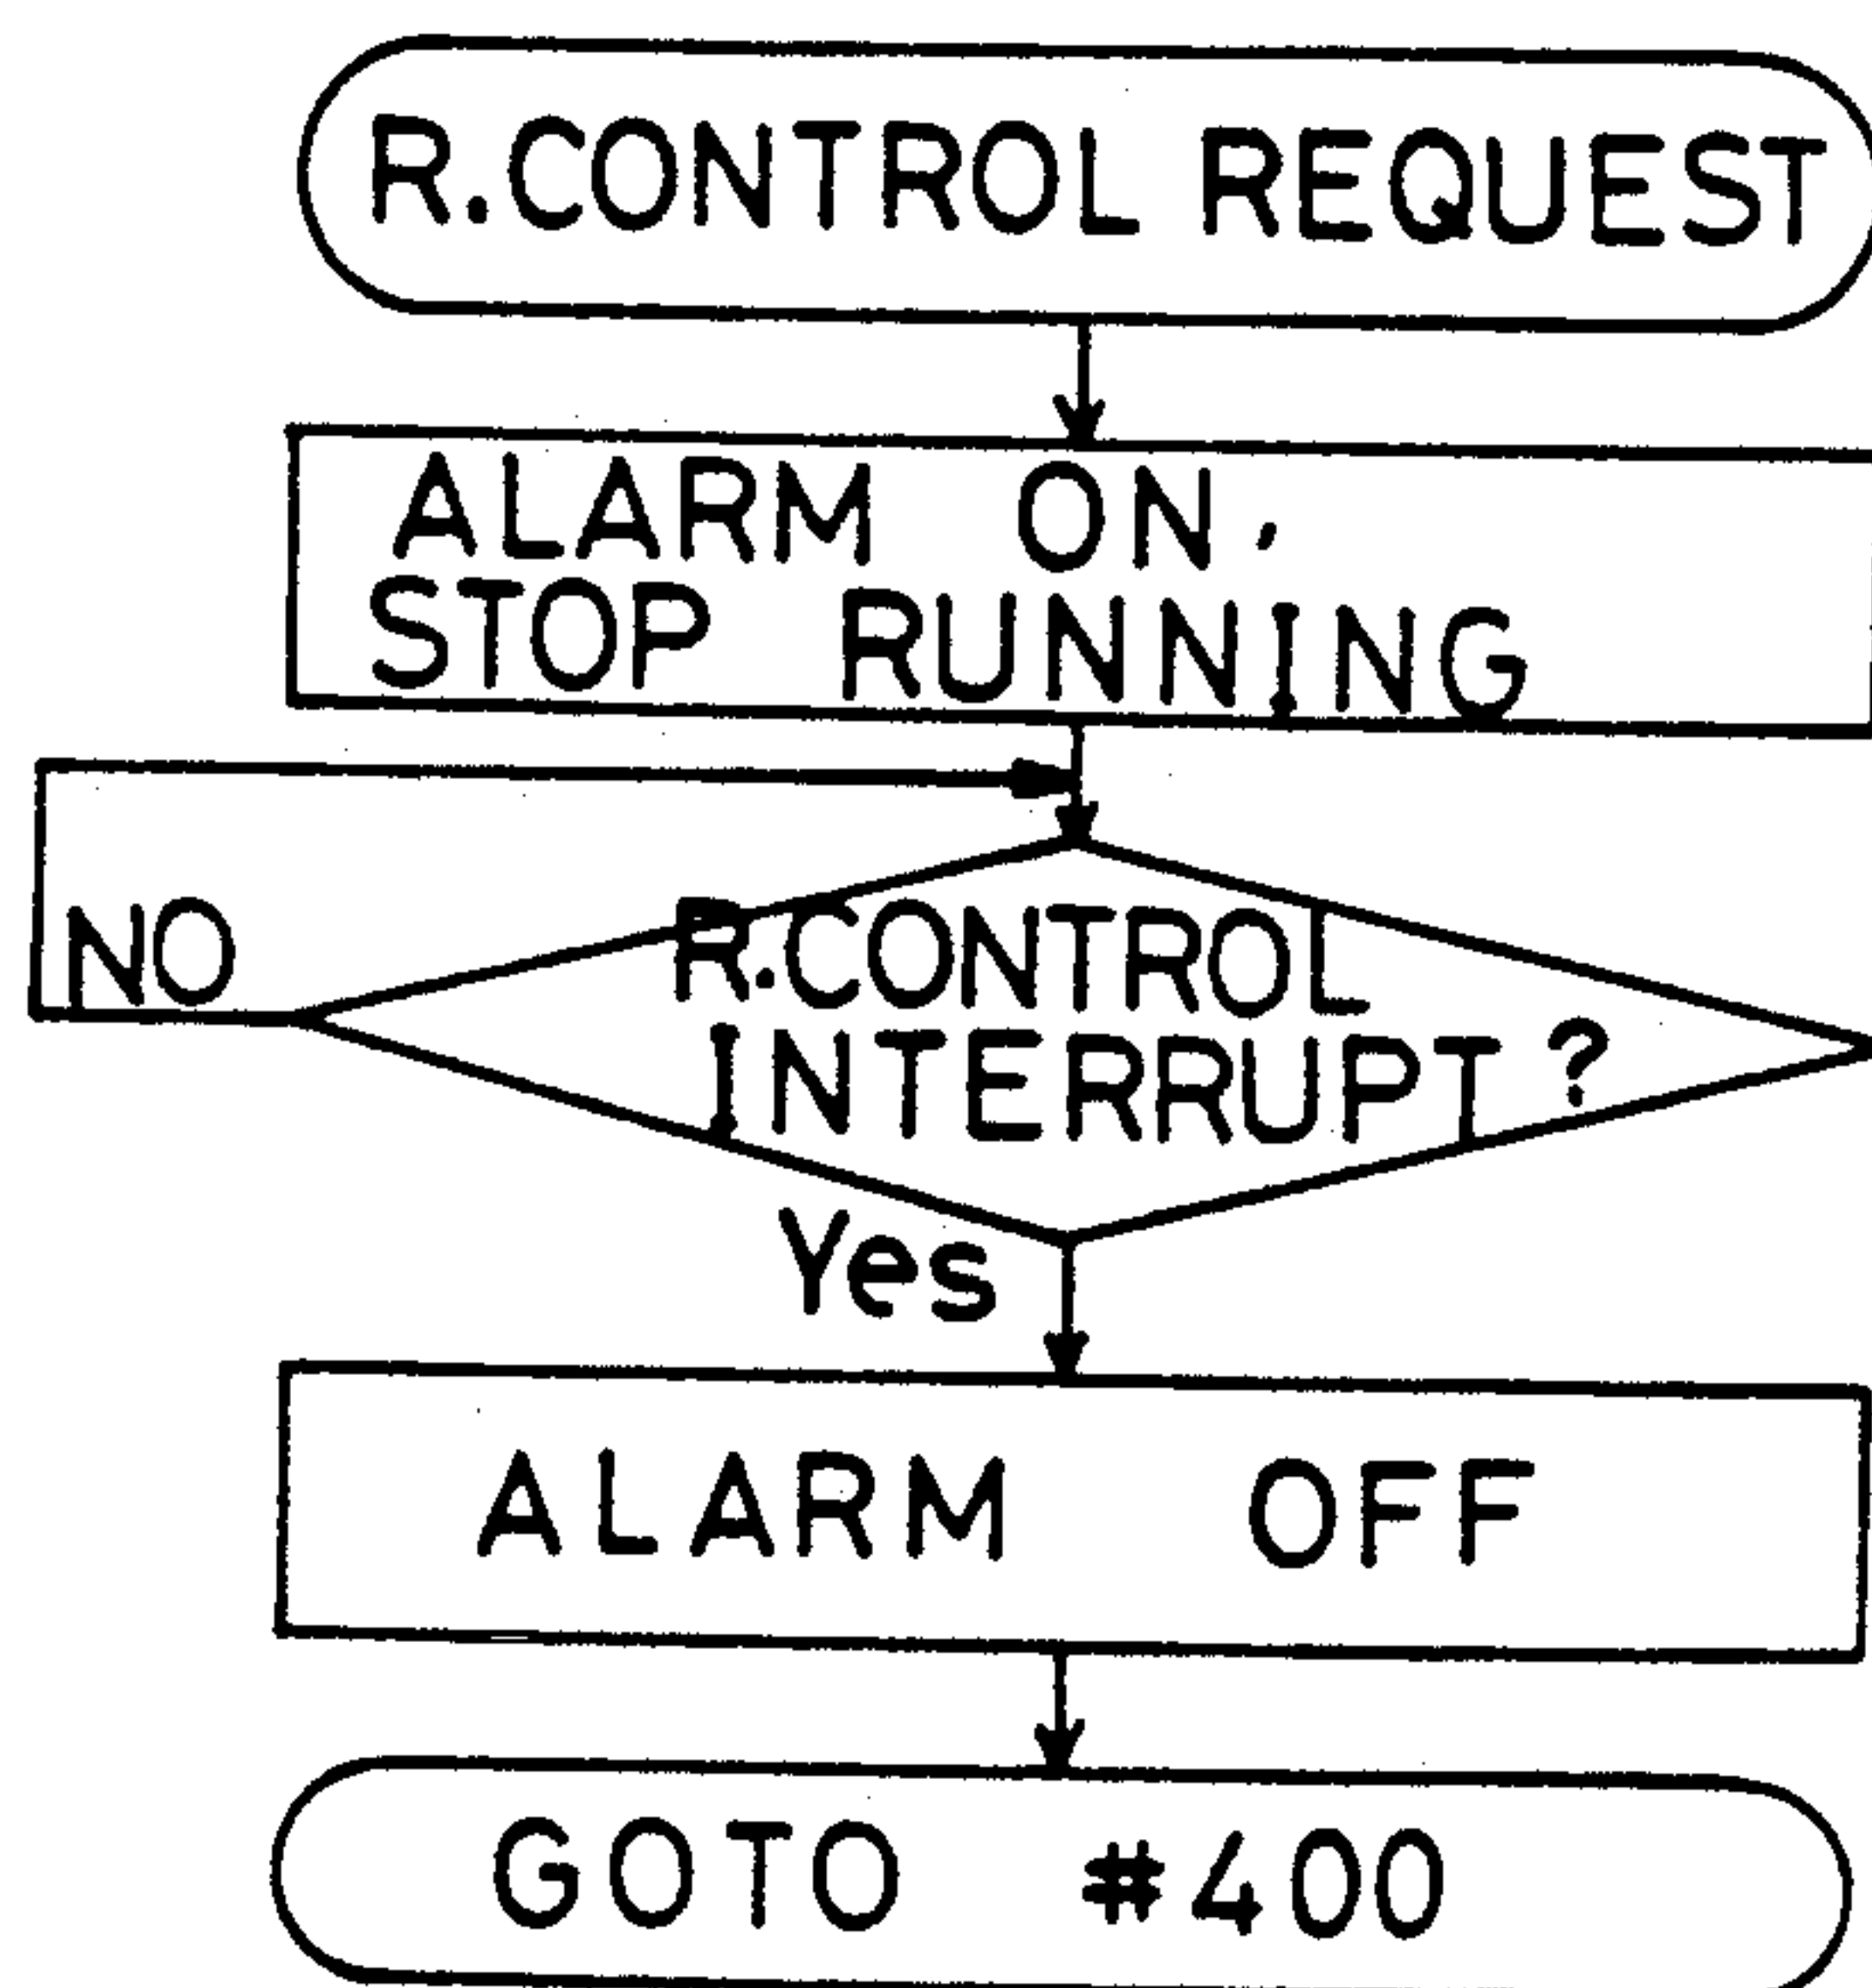 R.CONTROL REQUEST
ALARM ON,
STOP RUNNING
NO
R.CONTROL
INTERRUPT?
Yes
ALARM OFF
GOTO #400